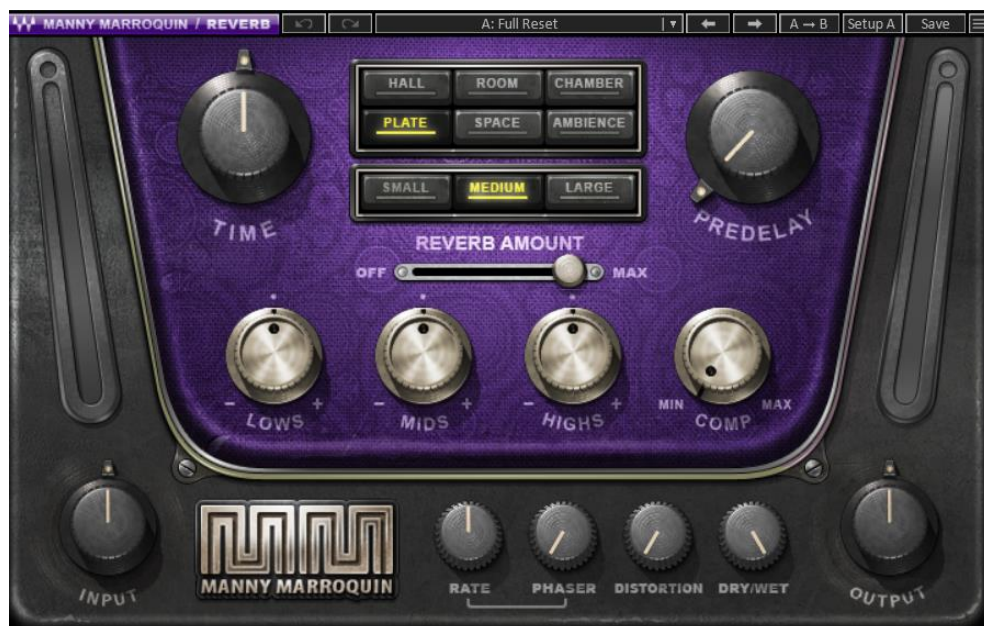 MANNY MARROQUIN / REVERB A: Full Reset A → B Setup A Save
HALL ROOM CHAMBER
PLATE SPACE AMBIENCE
SMALL MEDIUM LARGE
TIME PREDELAY
REVERB AMOUNT
OFF MAX
- + - + - + MIN MAX
LOWS MIDS HIGHS COMP
MANNY MARROQUIN
RATE PHASER DISTORTION DRY/WET
INPUT OUTPUT